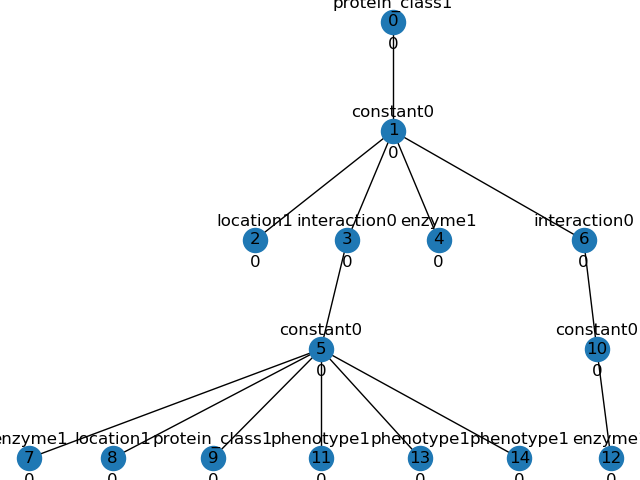 protein_class1
0
0
constant0
1
0
location1 interaction0 enzyme1 interaction0
2 3 4 6
0 0 0 0
constant0 constant0
5 10
0 0
enzyme1 location1 protein_class1 phenotype1 phenotype1 phenotype1 enzyme
7 8 9 11 13 14 12
0 0 0 0 0 0 0